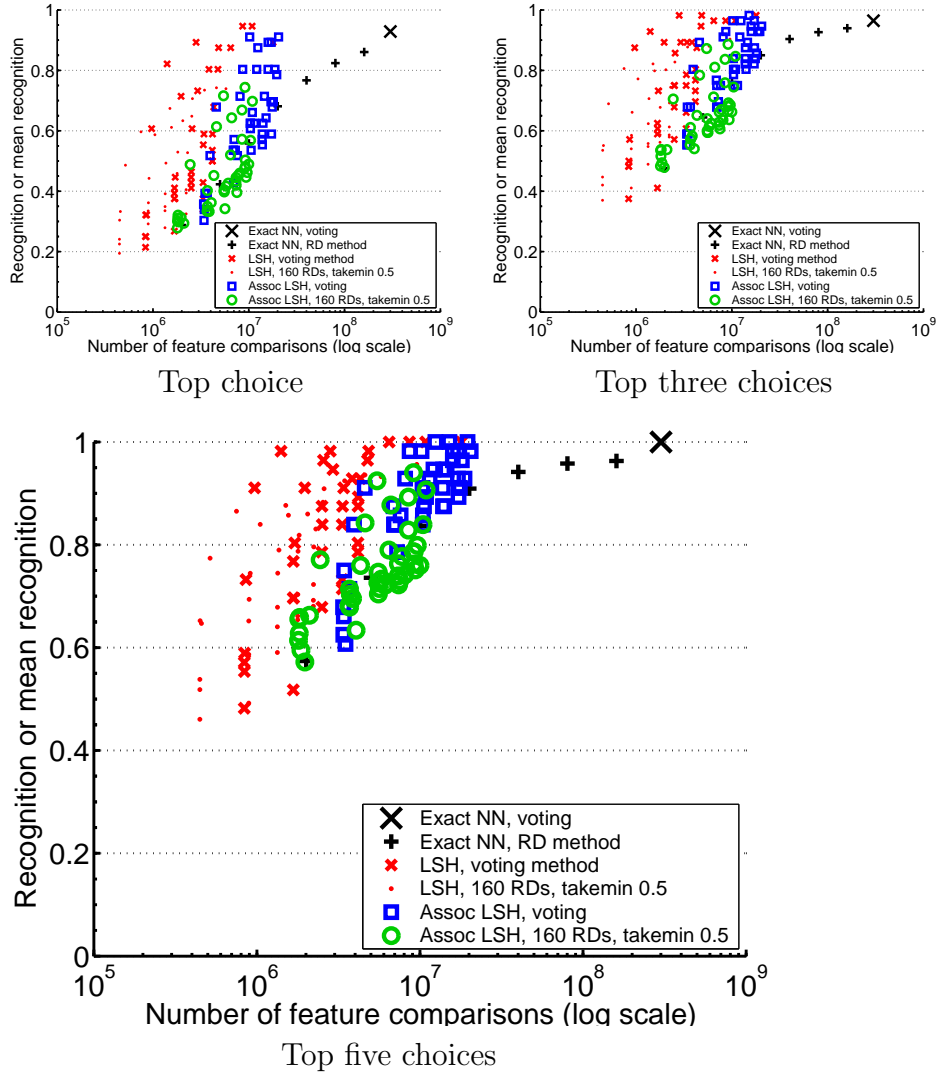 1
0.8
0.6
0.4
0.2
0
Recognition or mean recognition
Exact NN, voting
Exact NN, RD method
LSH, voting method
LSH, 160 RDs, takemin 0.5
Assoc LSH, voting
Assoc LSH, 160 RDs, takemin 0.5
10^5 10^6 10^7 10^8 10^9
Number of feature comparisons (log scale)
Top choice
1
0.8
0.6
0.4
0.2
0
Recognition or mean recognition
Exact NN, voting
Exact NN, RD method
LSH, voting method
LSH, 160 RDs, takemin 0.5
Assoc LSH, voting
Assoc LSH, 160 RDs, takemin 0.5
10^5 10^6 10^7 10^8 10^9
Number of feature comparisons (log scale)
Top three choices
1
0.8
0.6
0.4
0.2
0
Recognition or mean recognition
Exact NN, voting
Exact NN, RD method
LSH, voting method
LSH, 160 RDs, takemin 0.5
Assoc LSH, voting
Assoc LSH, 160 RDs, takemin 0.5
10^5 10^6 10^7 10^8 10^9
Number of feature comparisons (log scale)
Top five choices